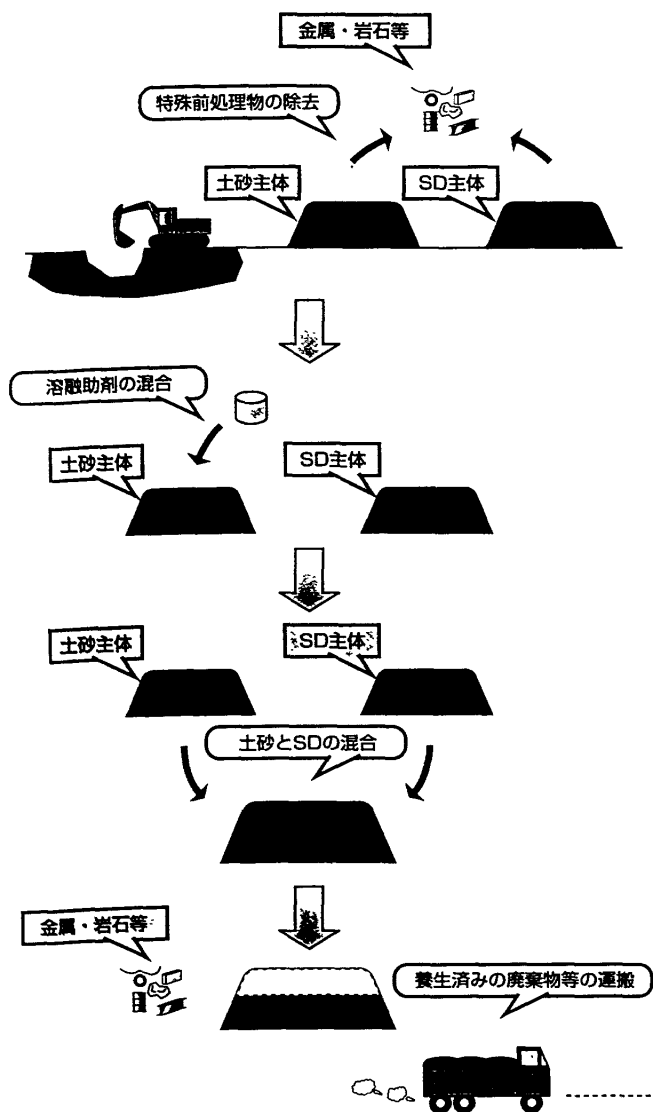 金属・岩石等
特殊前処理物の除去
土砂主体
SD主体
溶融助剤の混合
土砂主体
SD主体
土砂主体
SD主体
土砂とSDの混合
金属・岩石等
養生済みの廃棄物等の運搬